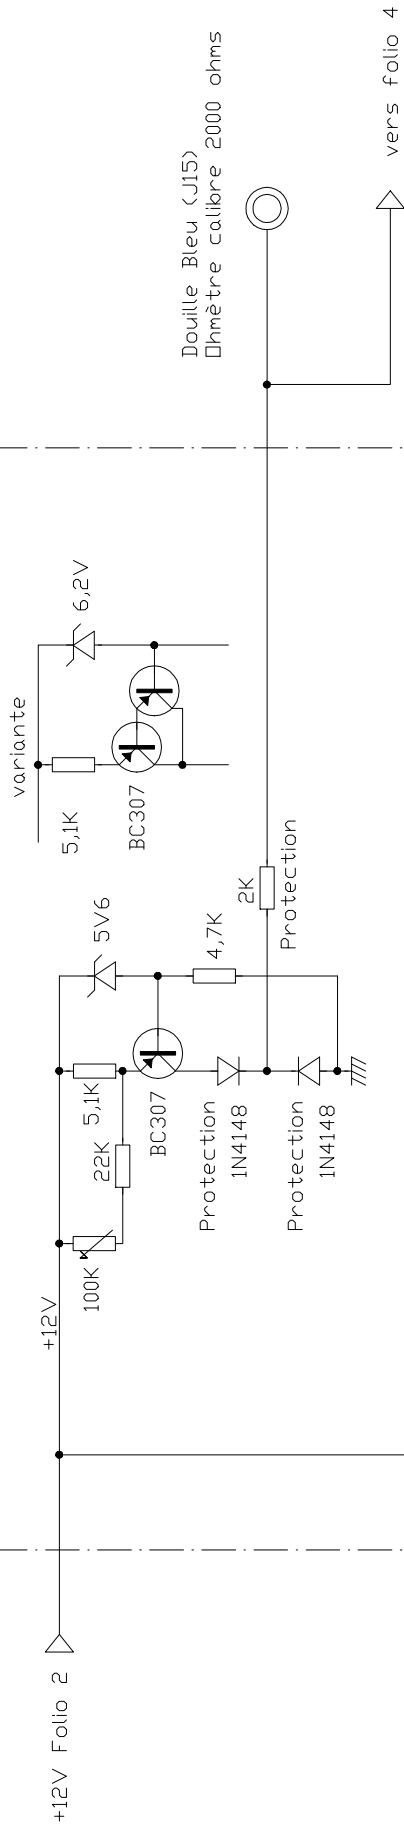 +12V Folio 2
+12V
100K
22K
5,1K
5V6
BC307
4,7K
Protection
1N4148
Protection
1N4148
2K
Protection
variante
5,1K
6,2V
BC307
Douille Bleu (J15)
Ohmètre calibre 2000 ohms
vers folio 4